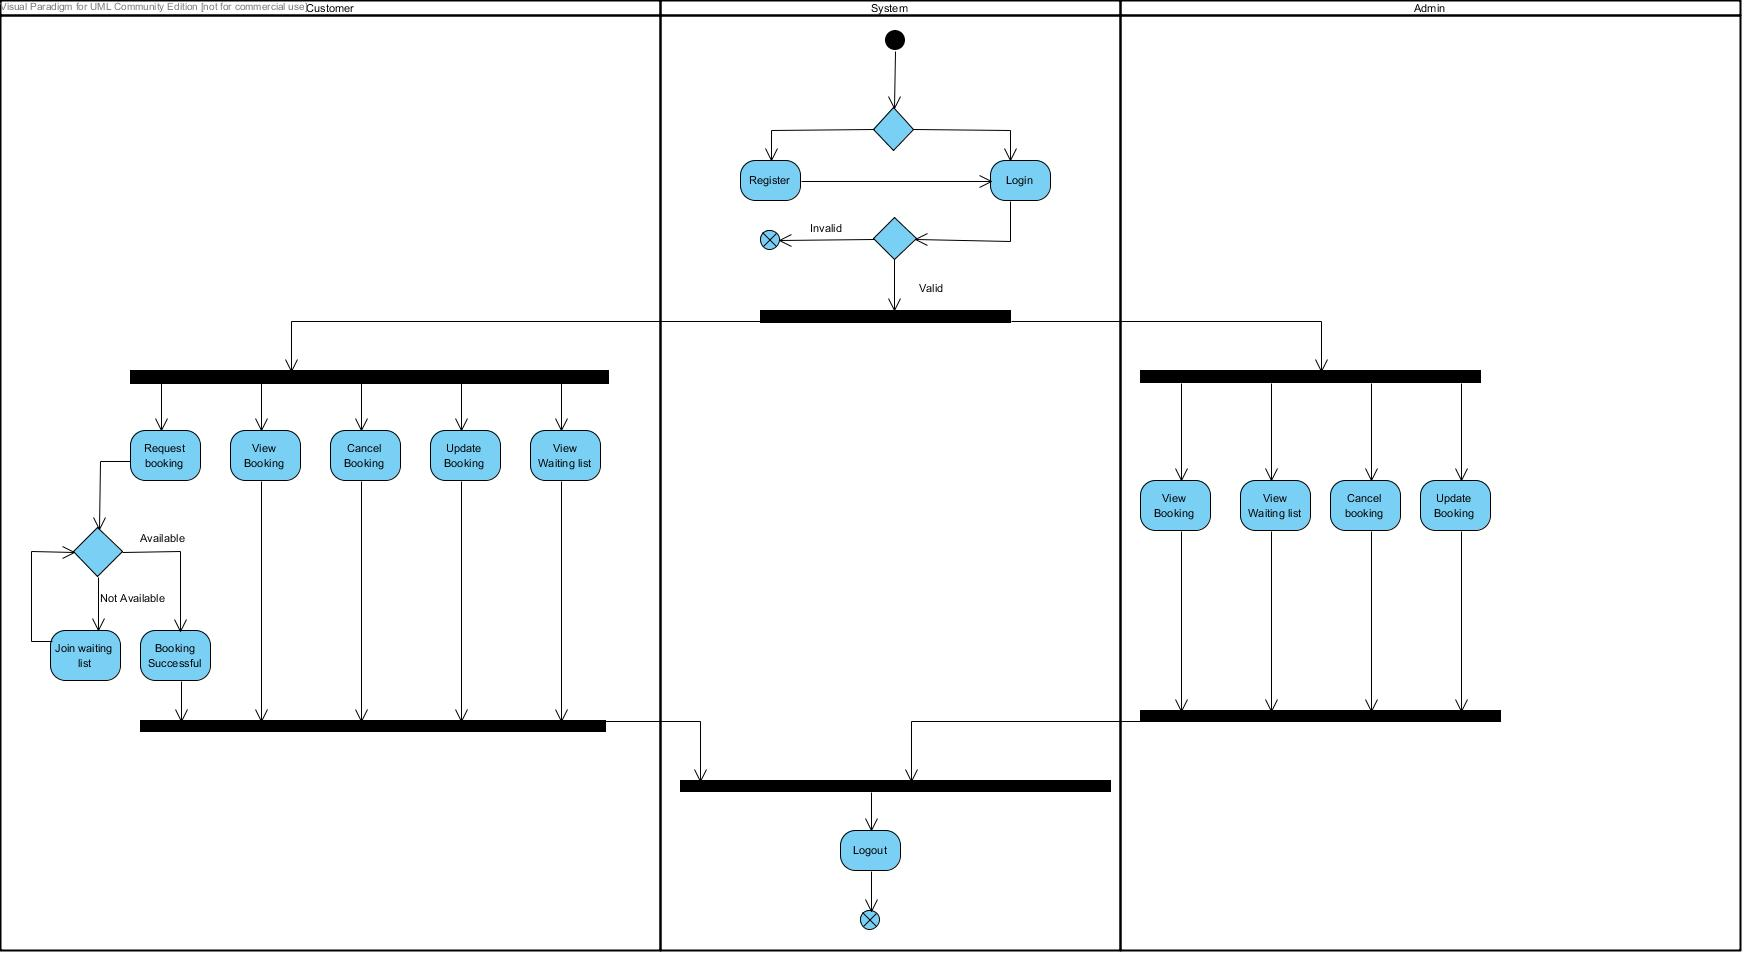 Visual Paradigm for UML Community Edition [not for commercial use]
Customer
System
Admin
Register
Login
Invalid
Valid
Request
booking
View
Booking
Cancel
Booking
Update
Booking
View
Waiting list
View
Booking
View
Waiting list
Cancel
booking
Update
Booking
Available
Not Available
Join waiting
list
Booking
Successful
Logout